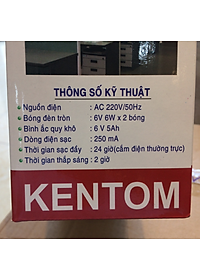 THÔNG SỐ KỸ THUẬT
• Nguồn điện : AC 220V/50Hz
• Bóng đèn tròn : 6V 6W x 2 bóng
• Bình ắc quy khô : 6 V 5Ah
• Dòng điện sạc : 250 mA
• Thời gian sạc đầy : 24 giờ(cắm điện thường trực)
• Thời gian thắp sáng : 2 giờ
KENTOM